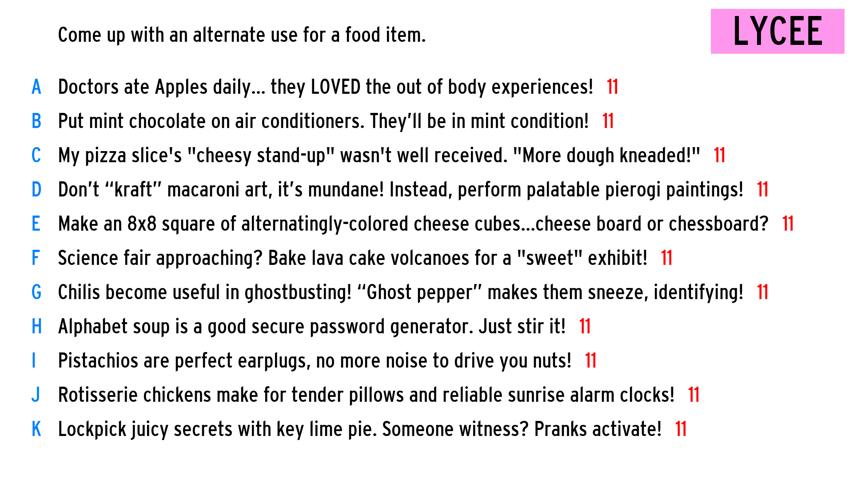 LYCEE
Come up with an alternate use for a food item.
A Doctors ate Apples daily... they LOVED the out of body experiences! 11
B Put mint chocolate on air conditioners. They'll be in mint condition! 11
C My pizza slice's "cheesy stand-up" wasn't well received. "More dough kneaded!" 11
D Don't “kraft” macaroni art, it's mundane! Instead, perform palatable pierogi paintings! 11
E Make an 8x8 square of alternatingly-colored cheese cubes...cheese board or chessboard? 11
F Science fair approaching? Bake lava cake volcanoes for a "sweet" exhibit! 11
G Chilis become useful in ghostbusting! “Ghost pepper” makes them sneeze, identifying! 11
H Alphabet soup is a good secure password generator. Just stir it! 11
I Pistachios are perfect earplugs, no more noise to drive you nuts! 11
J Rotisserie chickens make for tender pillows and reliable sunrise alarm clocks! 11
K Lockpick juicy secrets with key lime pie. Someone witness? Pranks activate! 11